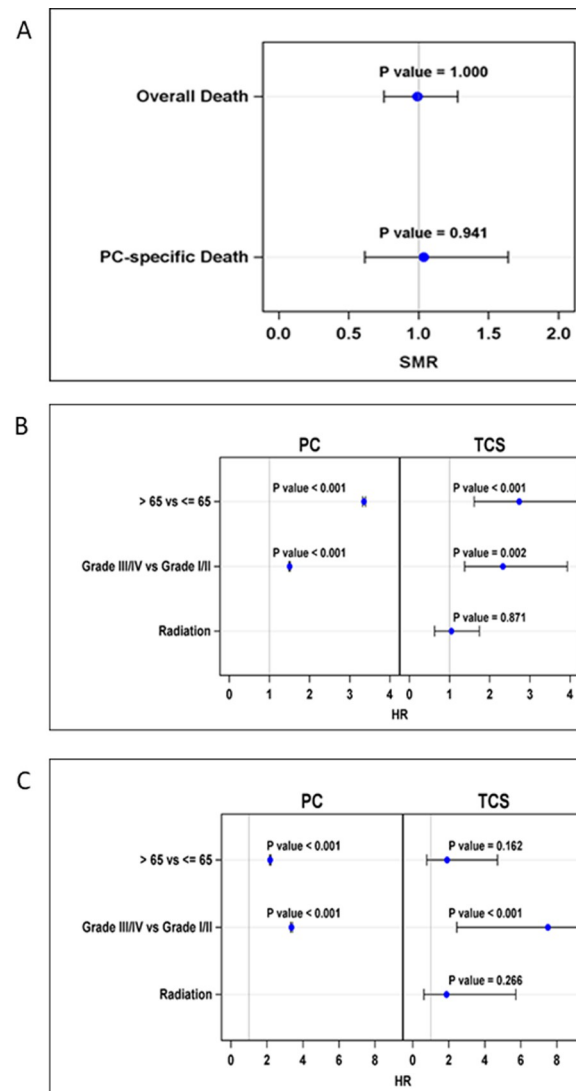 A
P value = 1.000
Overall Death
P value = 0.941
PC-specific Death
0.0 0.5 1.0 1.5 2.0
SMR
B
PC TCS
P value < 0.001 P value < 0.001
> 65 vs <= 65
P value < 0.001 P value = 0.002
Grade III/IV vs Grade I/II
P value = 0.871
Radiation
0 1 2 3 4 0 1 2 3 4
HR
C
PC TCS
P value < 0.001 P value = 0.162
> 65 vs <= 65
P value < 0.001 P value < 0.001
Grade III/IV vs Grade I/II
P value = 0.266
Radiation
0 2 4 6 8 0 2 4 6 8
HR